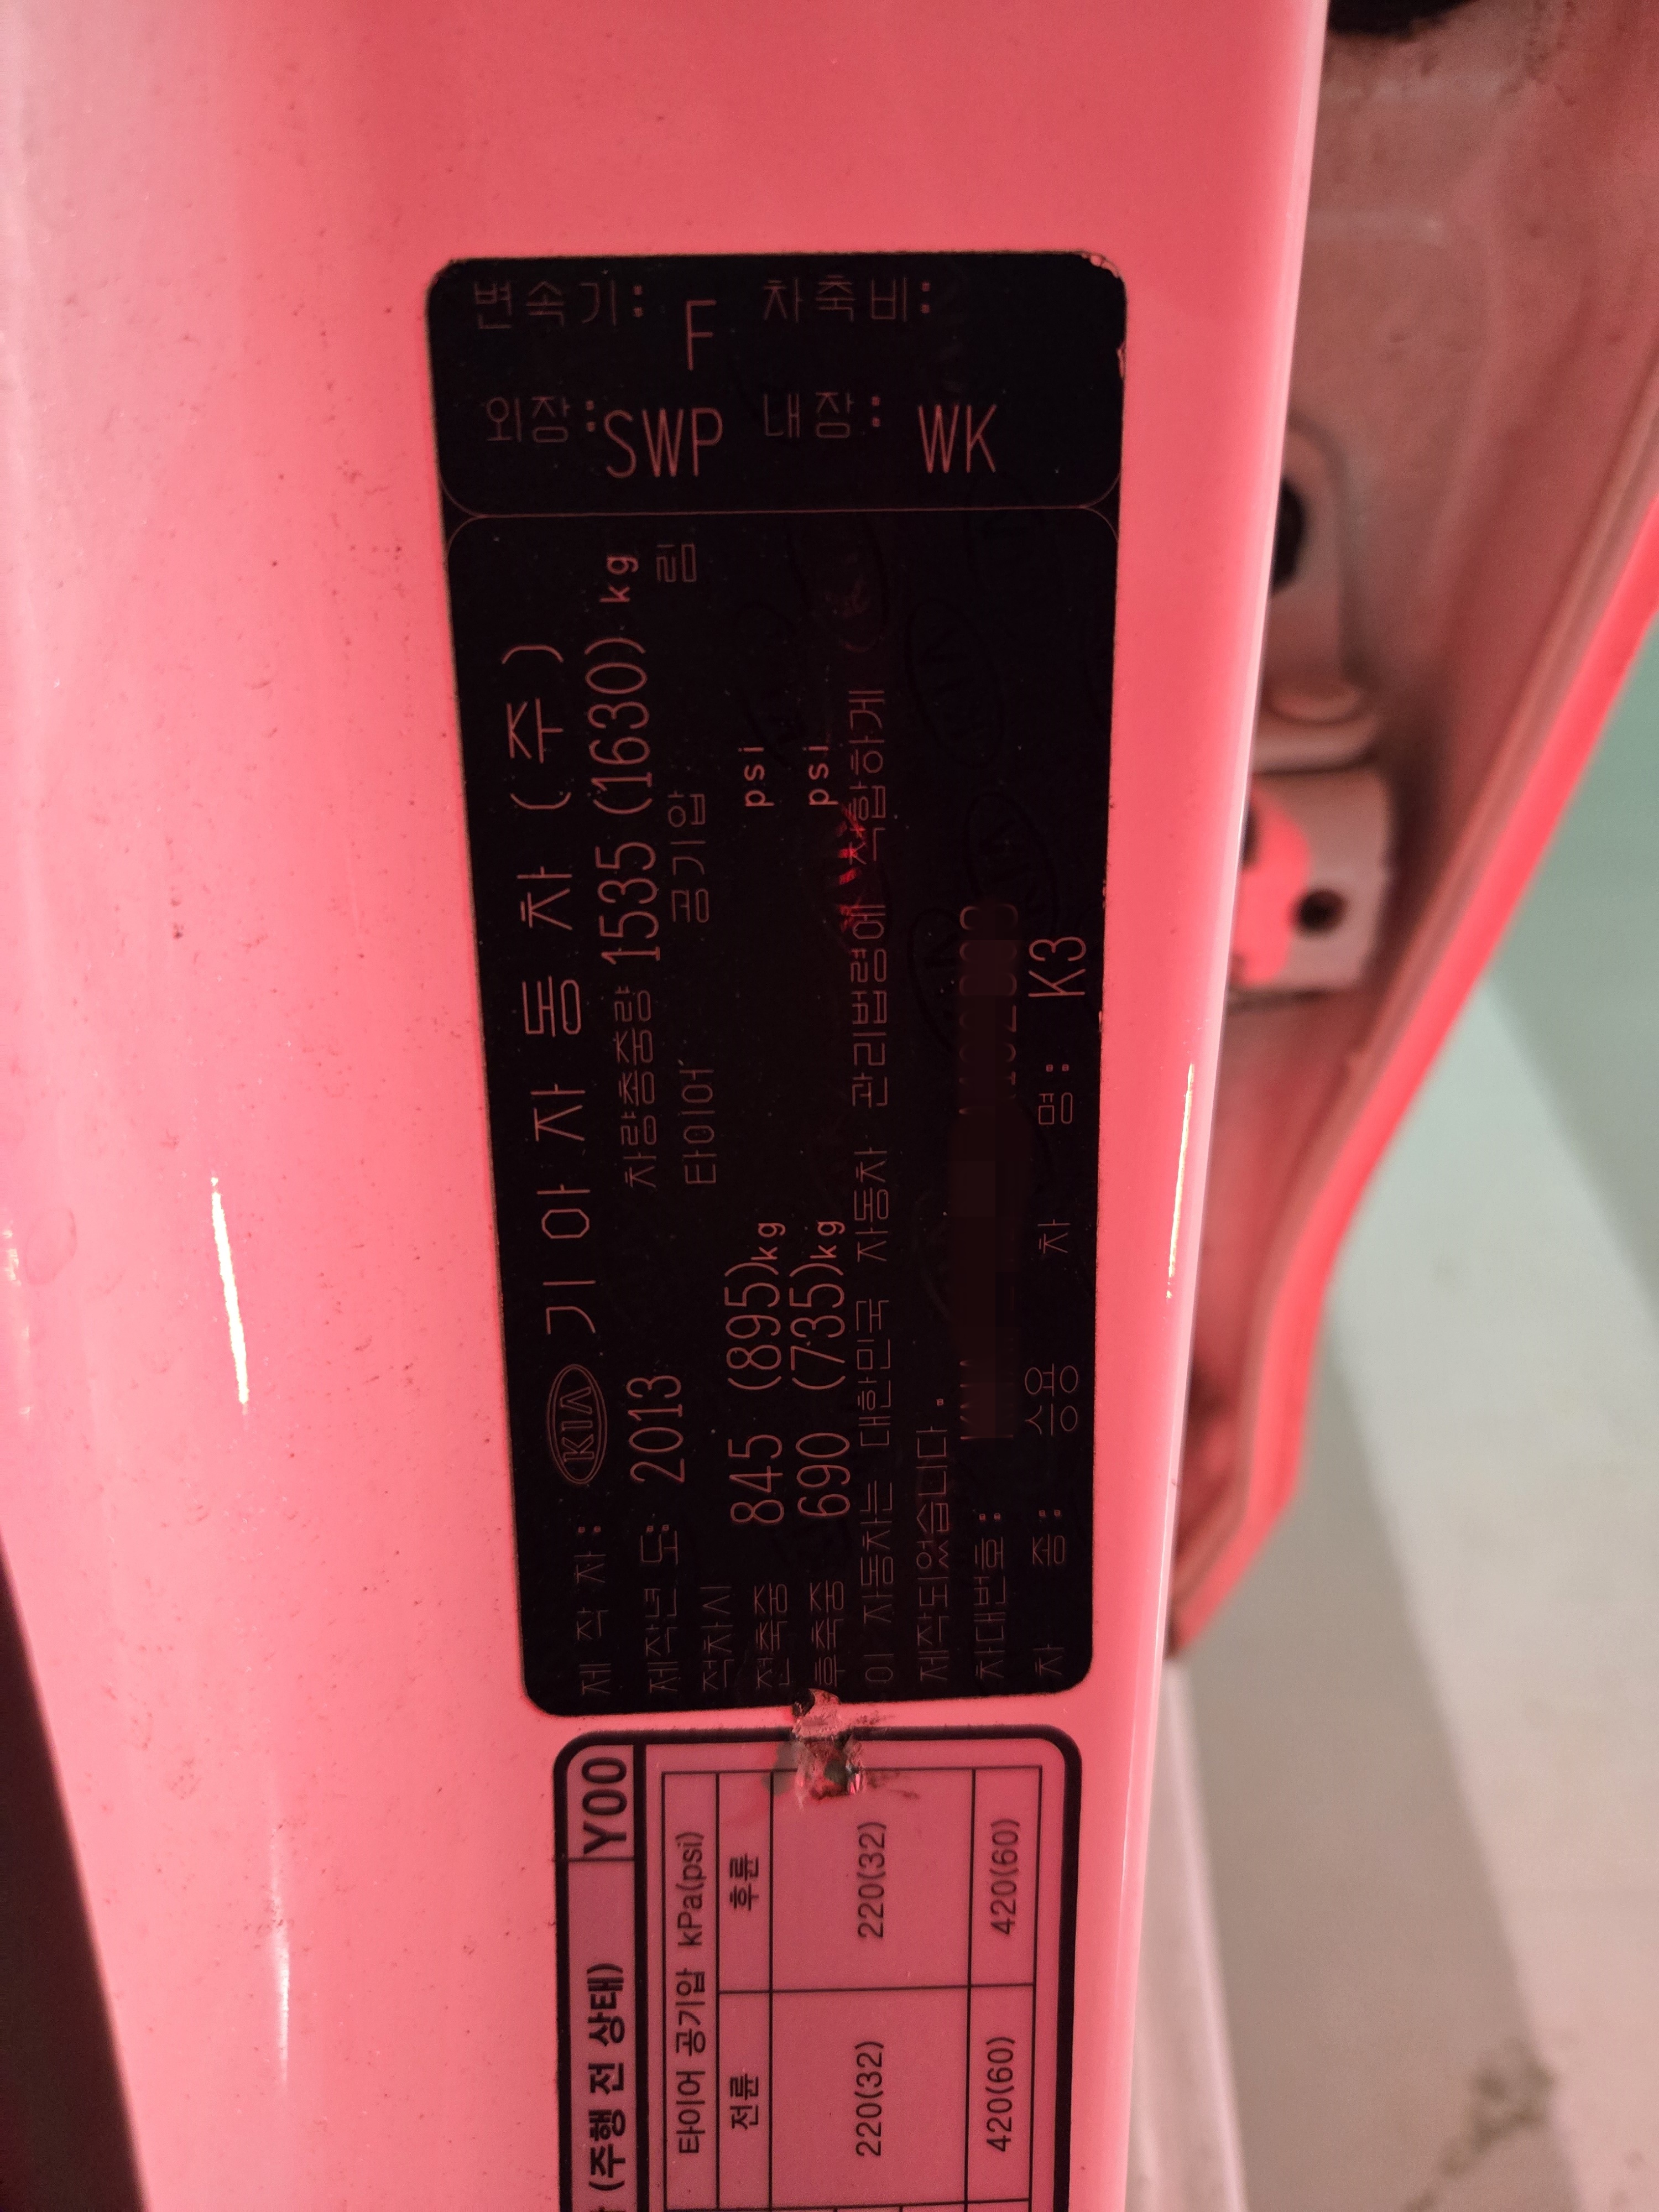 변속기: F 차축비:
외장: SWP 내장: WK
제 작 자: KIA 기아자동차(주)
제작년도: 2013 차량총중량 1535 (1630) kg
적차시 타이어 공기압 림
전축중 845 (895)kg psi
후축중 690 (735)kg psi
이 자동차는 대한민국 자동차 관리법령에 적합하게
제작되었습니다.
차대번호:
차 종: 승용 차 명: K3
(주행 전 상태) Y00
타이어 공기압 kPa(psi)
전륜 후륜
220(32) 220(32)
420(60) 420(60)